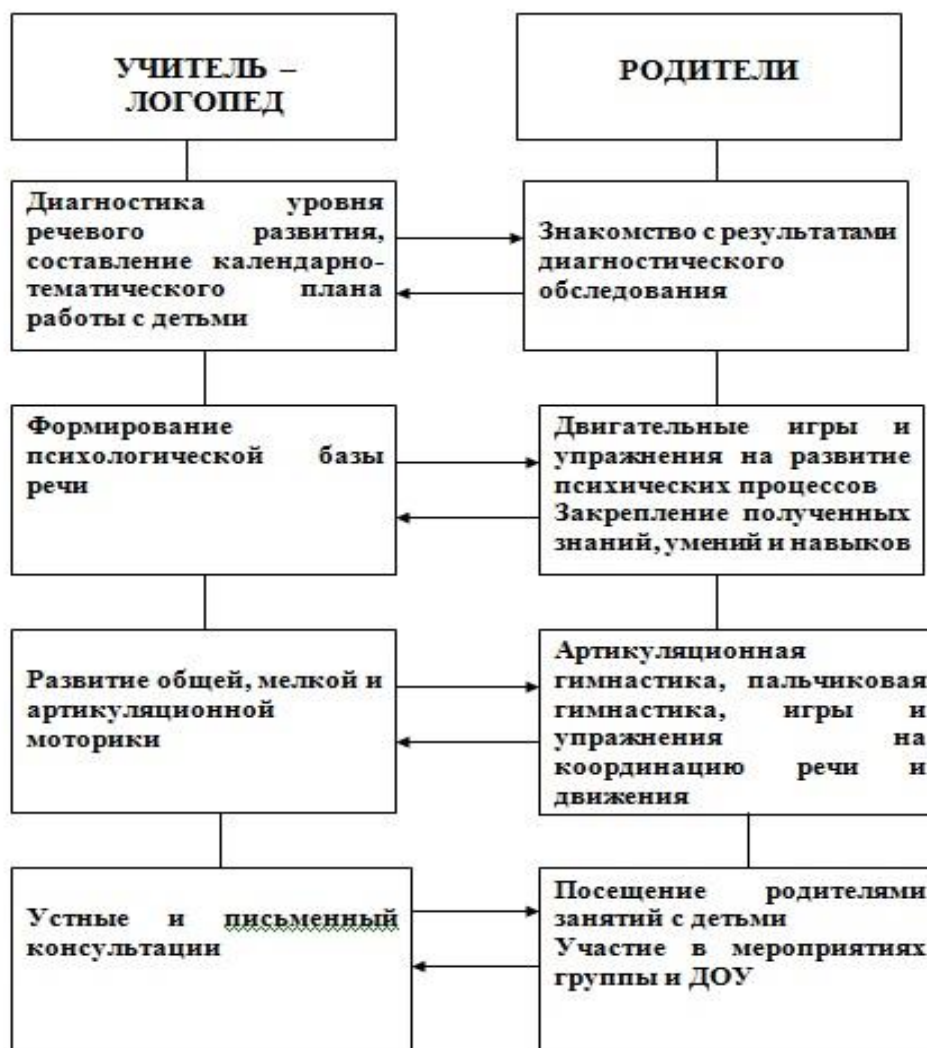 УЧИТЕЛЬ –
ЛОГОПЕД
РОДИТЕЛИ
Диагностика уровня
речевого развития,
составление календарно-
тематического плана
работы с детьми
Знакомство с результатами
диагностического
обследования
Формирование
психологической базы
речи
Двигательные игры и
упражнения на развитие
психических процессов
Закрепление полученных
знаний, умений и навыков
Развитие общей, мелкой и
артикуляционной
моторики
Артикуляционная
гимнастика, пальчиковая
гимнастика, игры и
упражнения на
координацию речи и
движения
Устные и письменный
консультации
Посещение родителями
занятий с детьми
Участие в мероприятиях
группы и ДОУ